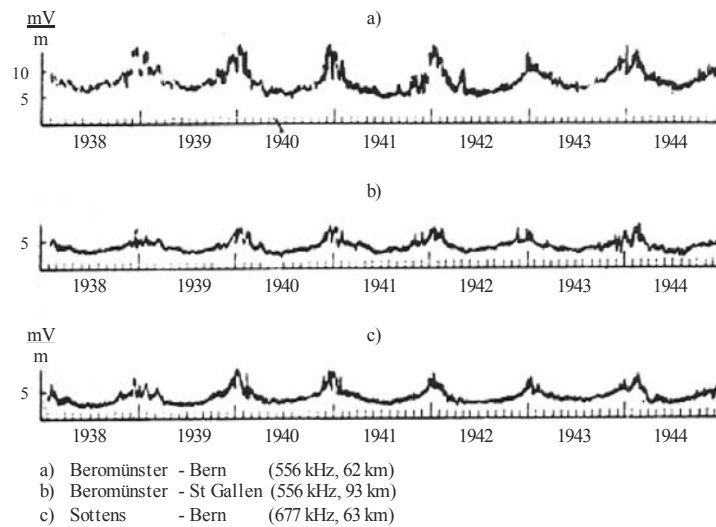 mV
m
a)
10
5
1938 1939 1940 1941 1942 1943 1944
b)
5
1938 1939 1940 1941 1942 1943 1944
mV
m
c)
5
1938 1939 1940 1941 1942 1943 1944
a) Beromünster - Bern (556 kHz, 62 km)
b) Beromünster - St Gallen (556 kHz, 93 km)
c) Sottens - Bern (677 kHz, 63 km)